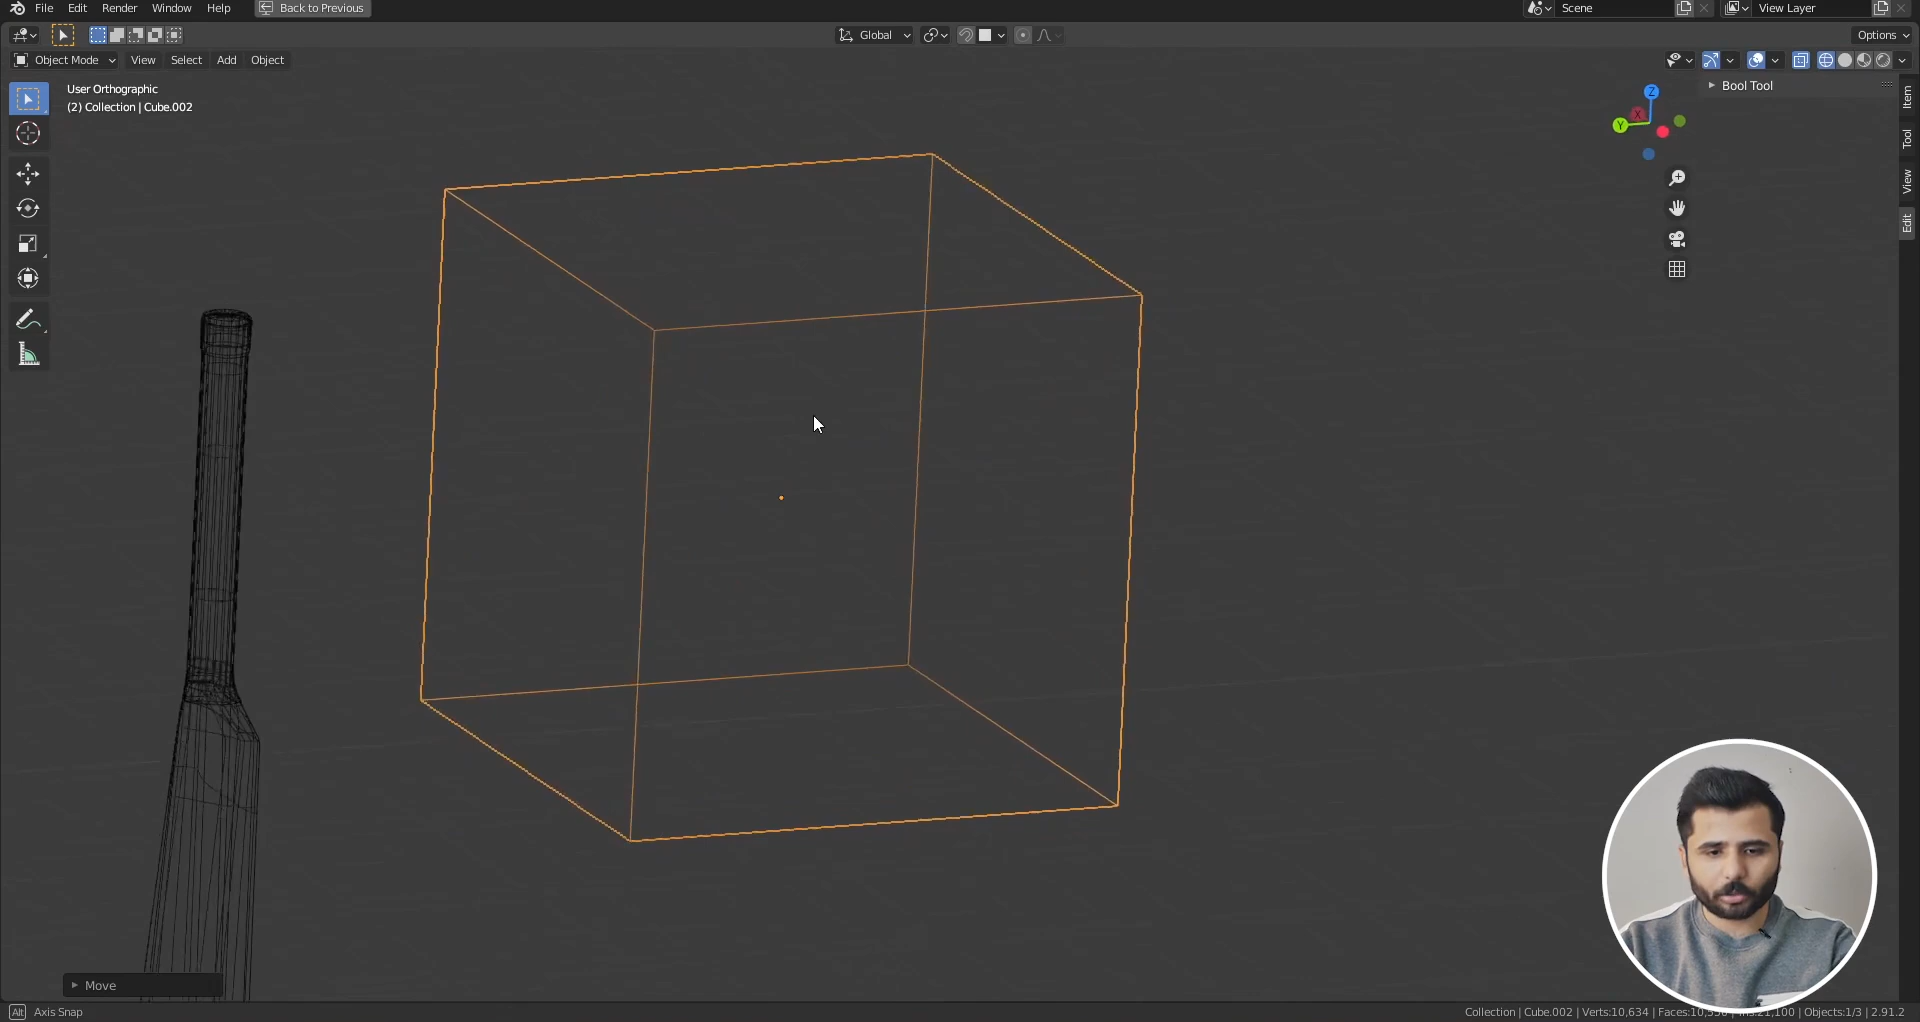 File Edit Render Window Help Back to Previous Scene View Layer
Global Options
Object Mode View Select Add Object
User Orthographic
(2) Collection | Cube.002
Bool Tool
Z
X
Y
Item
Tool
View
Edit
Move
Alt Axis Snap
Collection | Cube.002 | Verts:10,634 | Objects:1/3 | 2.91.2